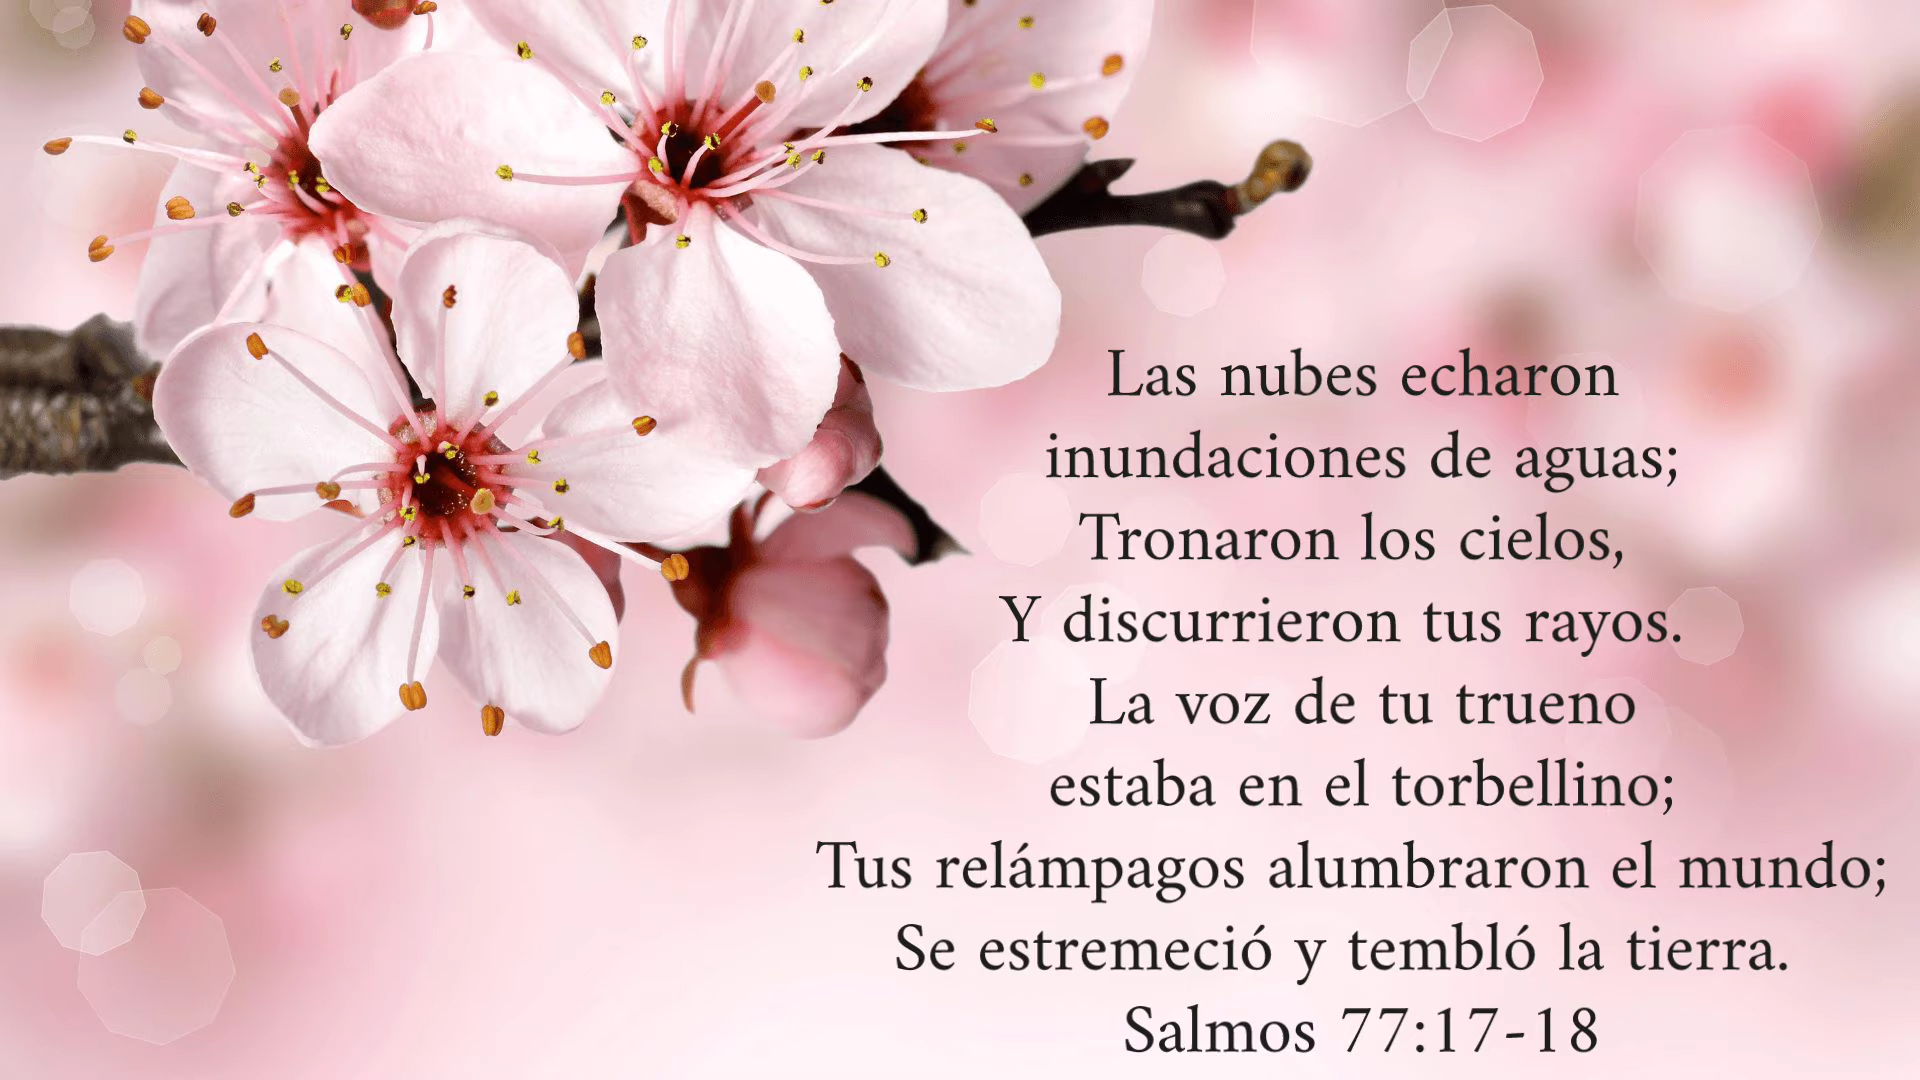 Las nubes echaron
inundaciones de aguas;
Tronaron los cielos,
Y discurrieron tus rayos.
La voz de tu trueno
estaba en el torbellino;
Tus relámpagos alumbraron el mundo;
Se estremeció y tembló la tierra.
Salmos 77:17-18